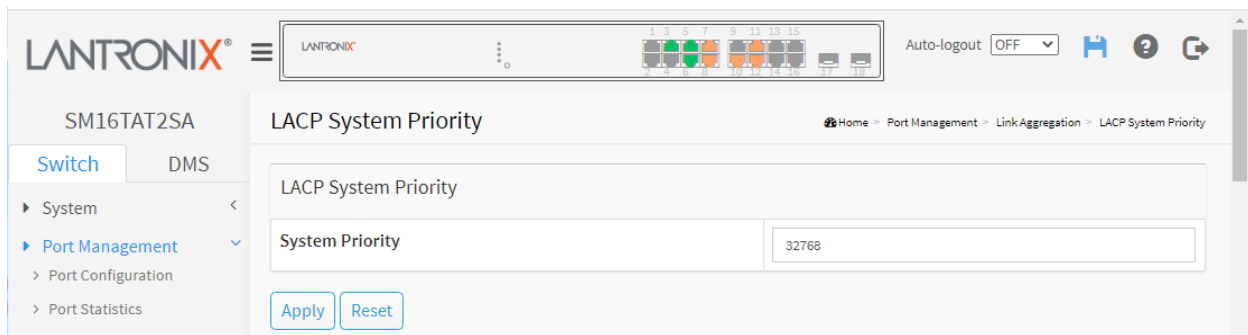 LANTRONIX®
LANTRONIX
1 3 5 7 9 11 13 15
2 4 6 8 10 12 14 16 17 18
Auto-logout OFF
SM16TAT2SA
Switch DMS
System
Port Management
Port Configuration
Port Statistics
LACP System Priority
Home > Port Management > Link Aggregation > LACP System Priority
LACP System Priority
System Priority 32768
Apply Reset